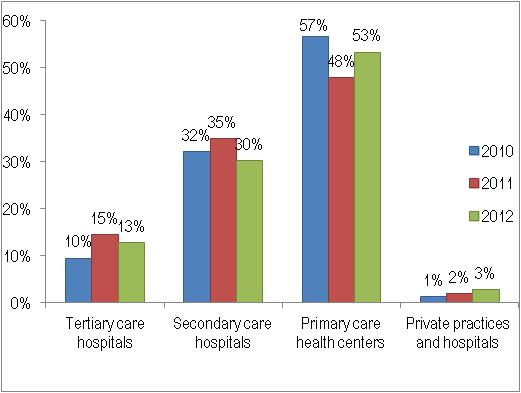 60%
50%
40%
30%
20%
10%
0%
10%
15%
13%
32%
35%
30%
57%
48%
53%
1%
2%
3%
Tertiary care
hospitals
Secondary care
hospitals
Primary care
health centers
Private practices
and hospitals
2010
2011
2012